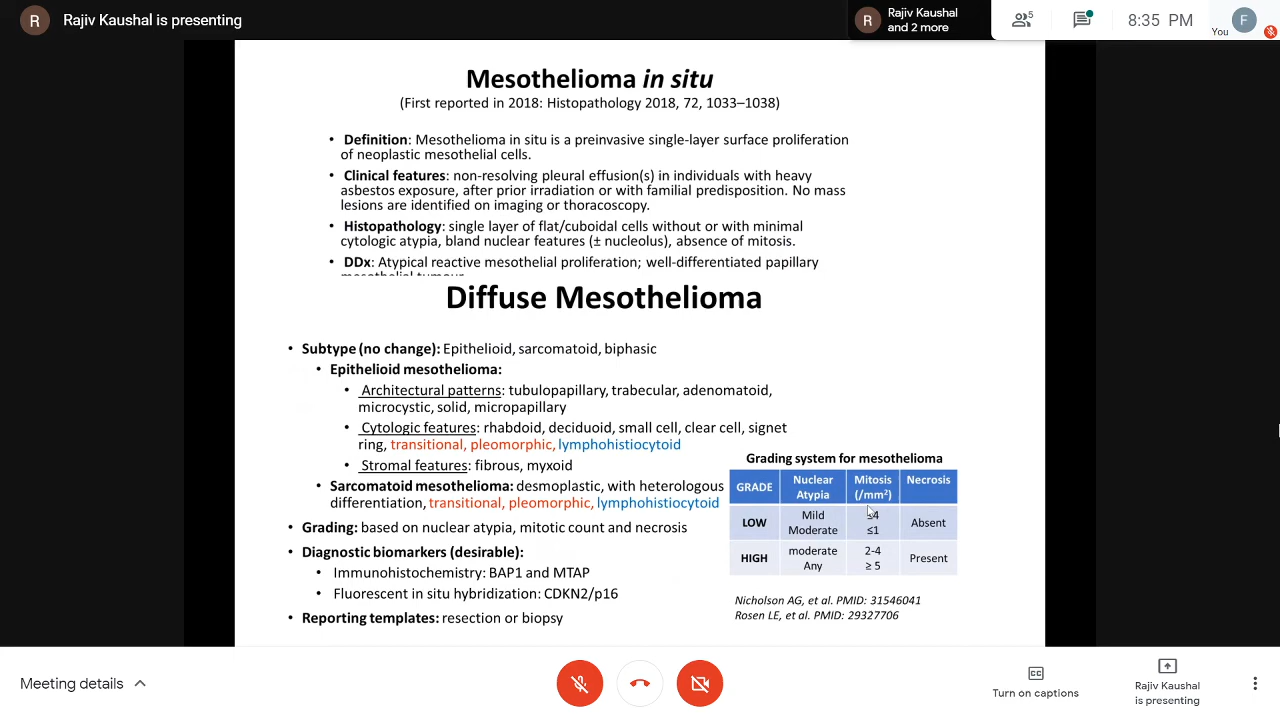 R Rajiv Kaushal is presenting
R Rajiv Kaushal
and 2 more
5
8:35 PM
You
F
Mesothelioma in situ
(First reported in 2018: Histopathology 2018, 72, 1033–1038)
• Definition: Mesothelioma in situ is a preinvasive single-layer surface proliferation
of neoplastic mesothelial cells.
• Clinical features: non-resolving pleural effusion(s) in individuals with heavy
asbestos exposure, after prior irradiation or with familial predisposition. No mass
lesions are identified on imaging or thoracoscopy.
• Histopathology: single layer of flat/cuboidal cells without or with minimal
cytologic atypia, bland nuclear features (± nucleolus), absence of mitosis.
• DDx: Atypical reactive mesothelial proliferation; well-differentiated papillary
mesothelial tumour
Diffuse Mesothelioma
• Subtype (no change): Epithelioid, sarcomatoid, biphasic
• Epithelioid mesothelioma:
• Architectural patterns: tubulopapillary, trabecular, adenomatoid,
microcystic, solid, micropapillary
• Cytologic features: rhabdoid, deciduoid, small cell, clear cell, signet
ring, transitional, pleomorphic, lymphohistiocytoid
• Stromal features: fibrous, myxoid
• Sarcomatoid mesothelioma: desmoplastic, with heterologous
differentiation, transitional, pleomorphic, lymphohistiocytoid
• Grading: based on nuclear atypia, mitotic count and necrosis
• Diagnostic biomarkers (desirable):
• Immunohistochemistry: BAP1 and MTAP
• Fluorescent in situ hybridization: CDKN2/p16
• Reporting templates: resection or biopsy
Grading system for mesothelioma
GRADE Nuclear Atypia Mitosis (/mm²) Necrosis
LOW Mild ≤4 Absent
Moderate ≤1
HIGH moderate 2-4 Present
Any ≥ 5
Nicholson AG, et al. PMID: 31546041
Rosen LE, et al. PMID: 29327706
Meeting details
CC
Turn on captions
Rajiv Kaushal
is presenting